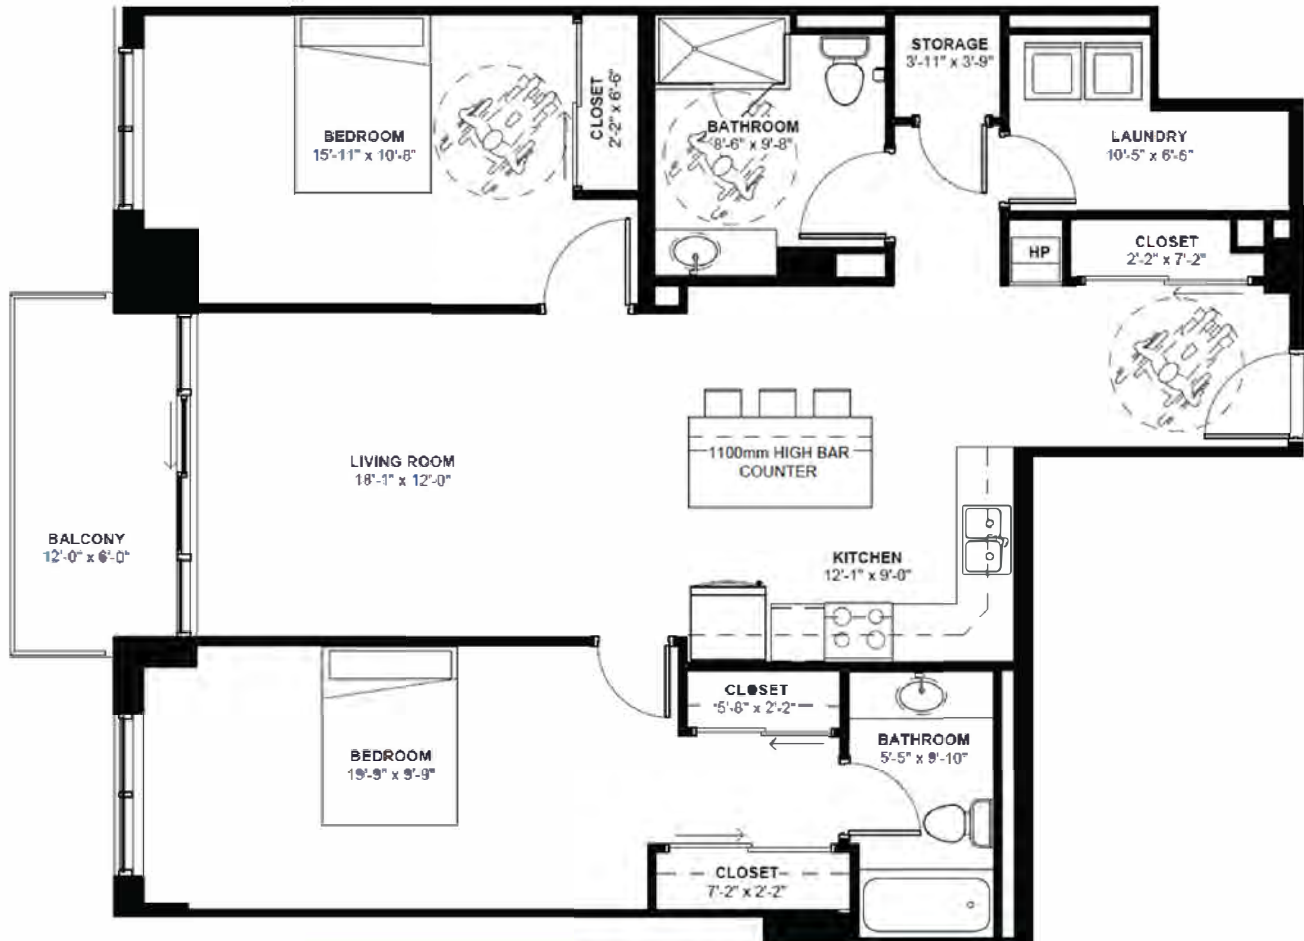 STORAGE
3'-11" x 3'-9"
CLOSET
2'-2" x 6'-6"
BEDROOM
15'-11" x 10'-8"
BATHROOM
8'-6" x 9'-8"
LAUNDRY
10'-5" x 6'-6"
HP
CLOSET
2'-2" x 7'-2"
LIVING ROOM
18'-1" x 12'-0"
1100mm HIGH BAR
COUNTER
BALCONY
12'-0" x 6'-0"
KITCHEN
12'-1" x 9'-0"
CLOSET
5'-8" x 2'-2"
BEDROOM
19'-9" x 9'-9"
BATHROOM
5'-5" x 9'-10"
CLOSET
7'-2" x 2'-2"